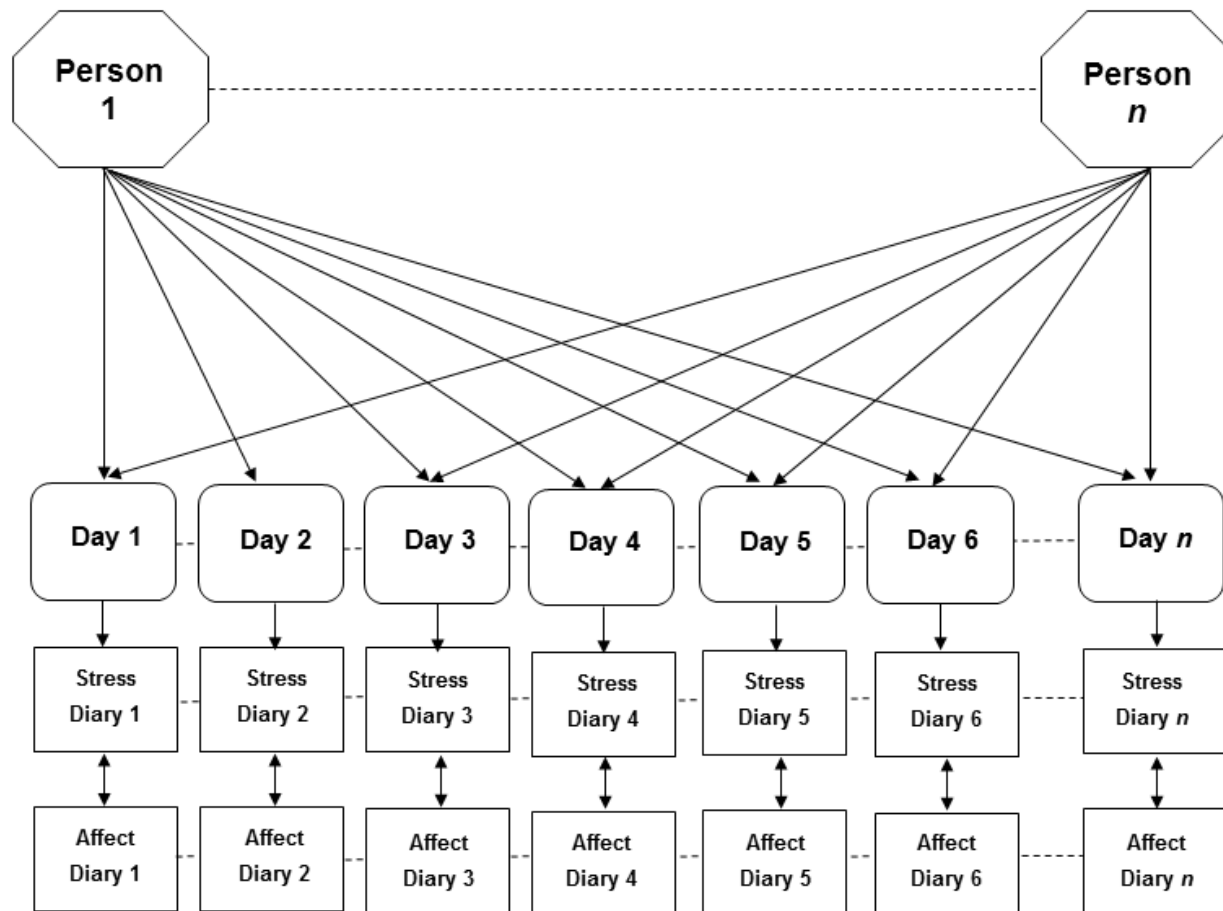 Person
1
Person
n
Day 1
Day 2
Day 3
Day 4
Day 5
Day 6
Day n
Stress
Diary 1
Stress
Diary 2
Stress
Diary 3
Stress
Diary 4
Stress
Diary 5
Stress
Diary 6
Stress
Diary n
Affect
Diary 1
Affect
Diary 2
Affect
Diary 3
Affect
Diary 4
Affect
Diary 5
Affect
Diary 6
Affect
Diary n